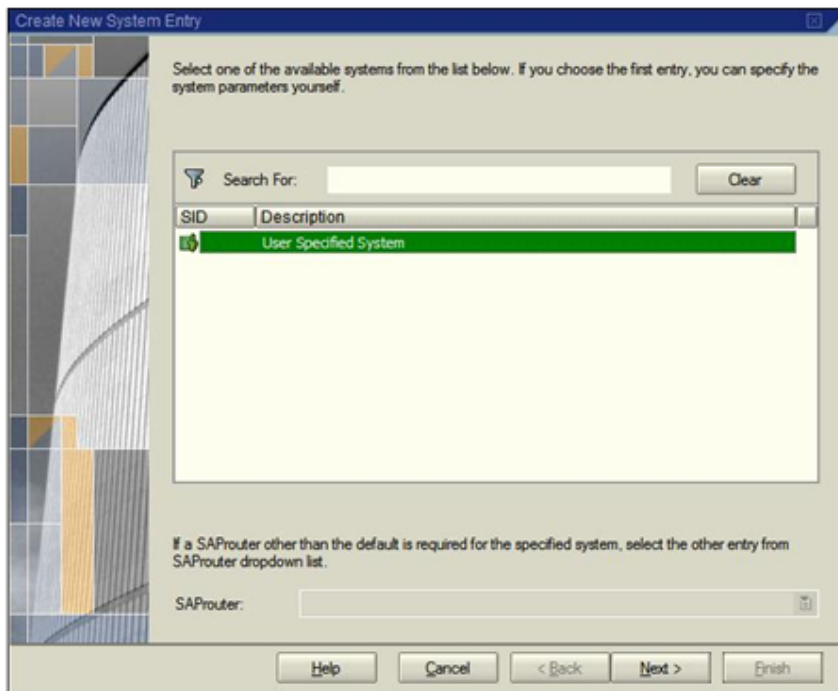 Create New System Entry
Select one of the available systems from the list below. If you choose the first entry, you can specify the
system parameters yourself.
Search For:
Clear
SID Description
User Specified System
If a SAProuter other than the default is required for the specified system, select the other entry from
SAProuter dropdown list.
SAProuter:
Help Cancel < Back Next > Finish